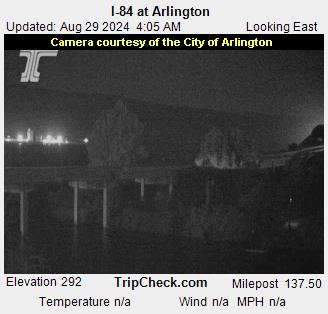 I-84 at Arlington
Updated: Aug 29 2024 4:05 AM Looking East
Camera courtesy of the City of Arlington
Elevation 292 TripCheck.com Milepost 137.50
Temperature n/a Wind n/a MPH n/a